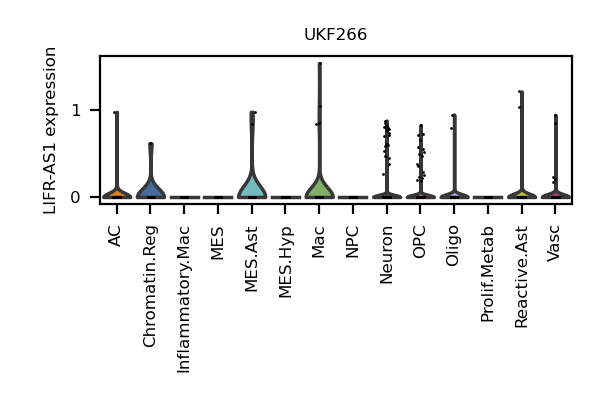 UKF266
LIFR-AS1 expression
1
0
AC
Chromatin.Reg
Inflammatory.Mac
MES
MES.Ast
MES.Hyp
Mac
NPC
Neuron
OPC
Oligo
Prolif.Metab
Reactive.Ast
Vasc